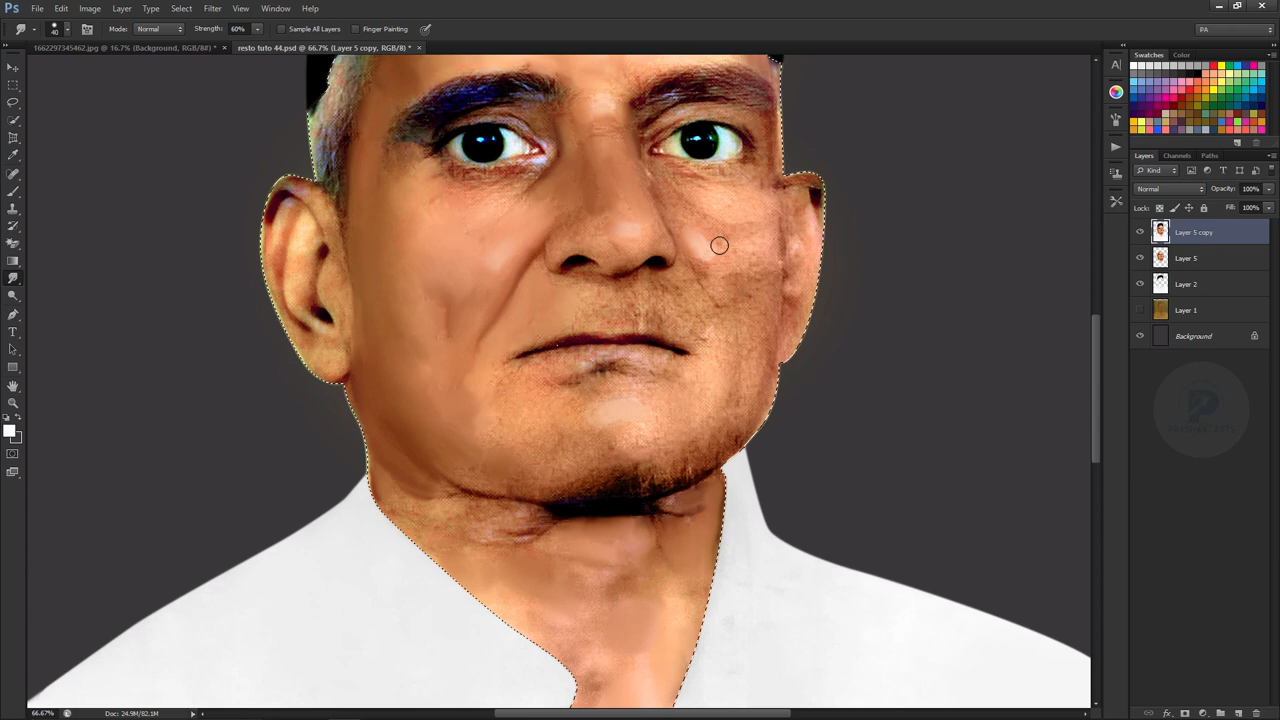 Ps File Edit Image Layer Type Select Filter View Window Help
40 Mode: Normal Strength: 60% Sample All Layers Finger Painting PA
1662297345462.jpg @ 16.7% (Background, RGB/8#) * × resto tuto 44.psd @ 66.7% (Layer 5 copy, RGB/8) * ×
Swatches Color
Layers Channels Paths
Kind
Normal Opacity: 100%
Lock: Fill: 100%
Layer 5 copy
Layer 5
Layer 2
Layer 1
Background
66.67% Doc: 24.9M/82.1M